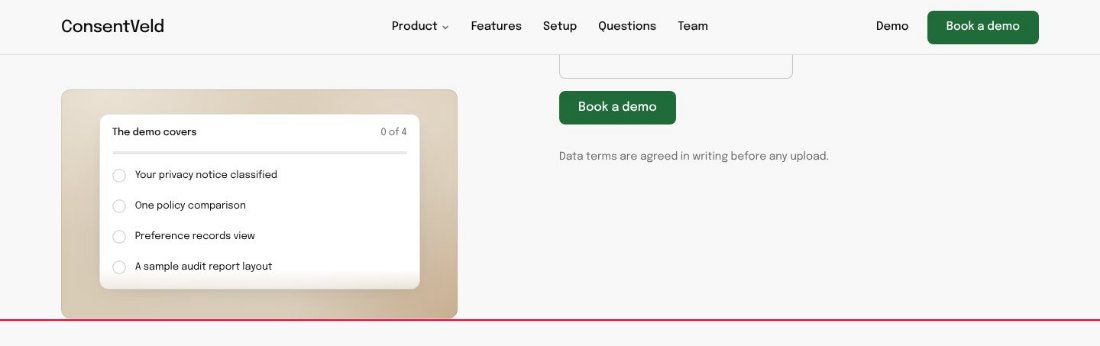 ConsentVeld
Product
Features
Setup
Questions
Team
Demo
Book a demo
Book a demo
Data terms are agreed in writing before any upload.
The demo covers
0 of 4
Your privacy notice classified
One policy comparison
Preference records view
A sample audit report layout